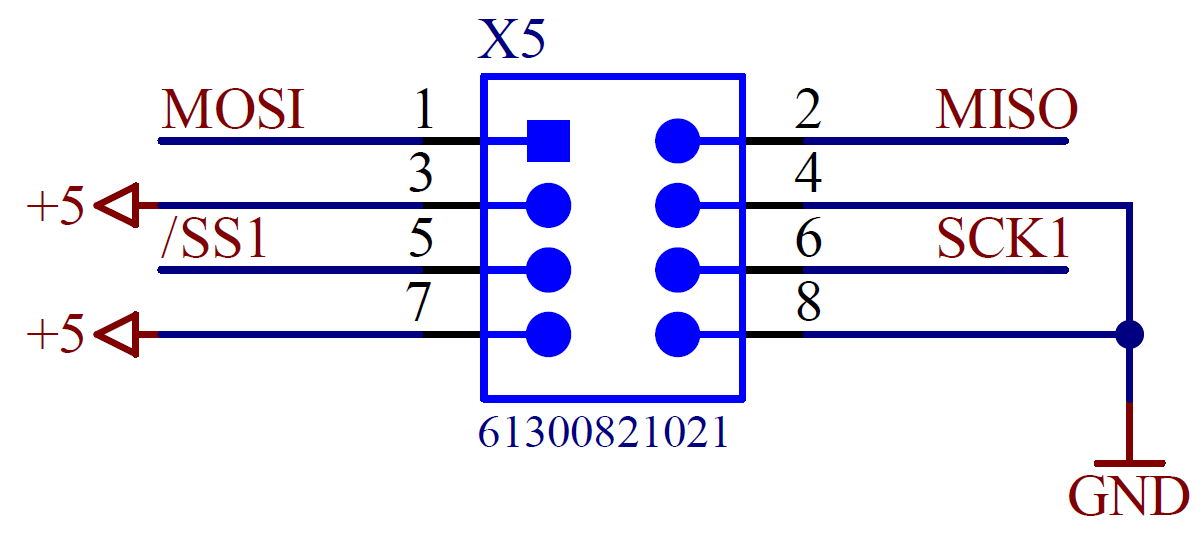 X5
MOSI 1 2 MISO
3 4
+5
/SS1 5 6 SCK1
7 8
+5
61300821021
GND